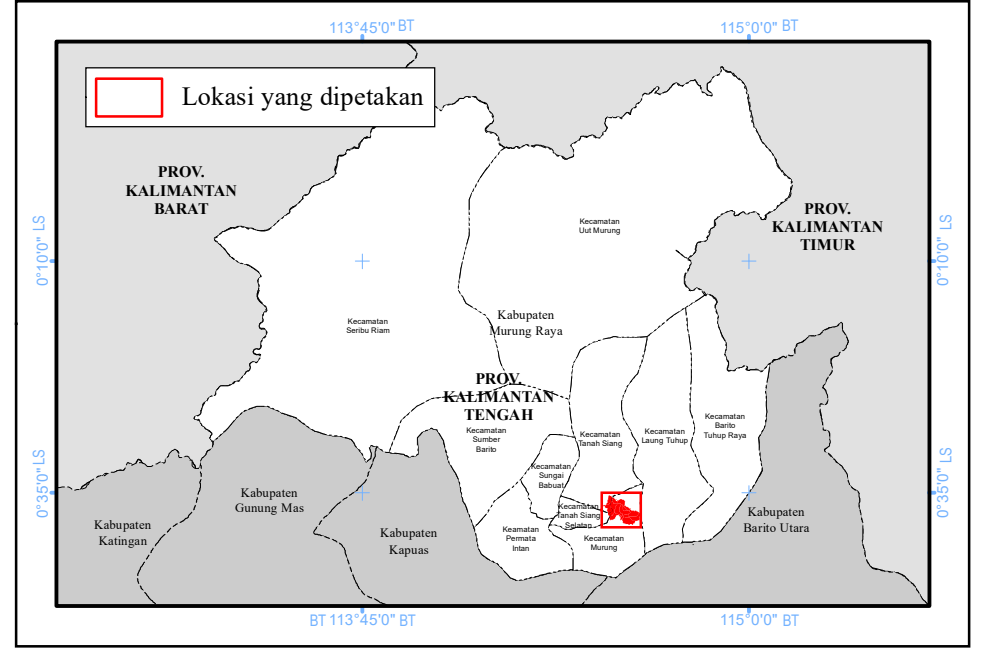 113°45'0" BT
115°0'0" BT
Lokasi yang dipetakan
PROV.
KALIMANTAN
BARAT
PROV.
KALIMANTAN
TIMUR
Kecamatan
Uut Murung
0°10'0" LS
0°10'0" LS
Kecamatan
Seribu Riam
Kabupaten
Murung Raya
PROV.
KALIMANTAN
TENGAH
Kecamatan
Sumber
Barito
Kecamatan
Tanah Siang
Kecamatan
Laung Tuhup
Kecamatan
Barito
Tuhup Raya
Kecamatan
Sungai
Babuat
0°35'0" LS
0°35'0" LS
Kabupaten
Gunung Mas
Kabupaten
Katingan
Kabupaten
Kapuas
Kecamatan
Tanah Siang
Selatan
Keamatan
Permata
Intan
Kecamatan
Murung
Kabupaten
Barito Utara
BT 113°45'0" BT
115°0'0" BT